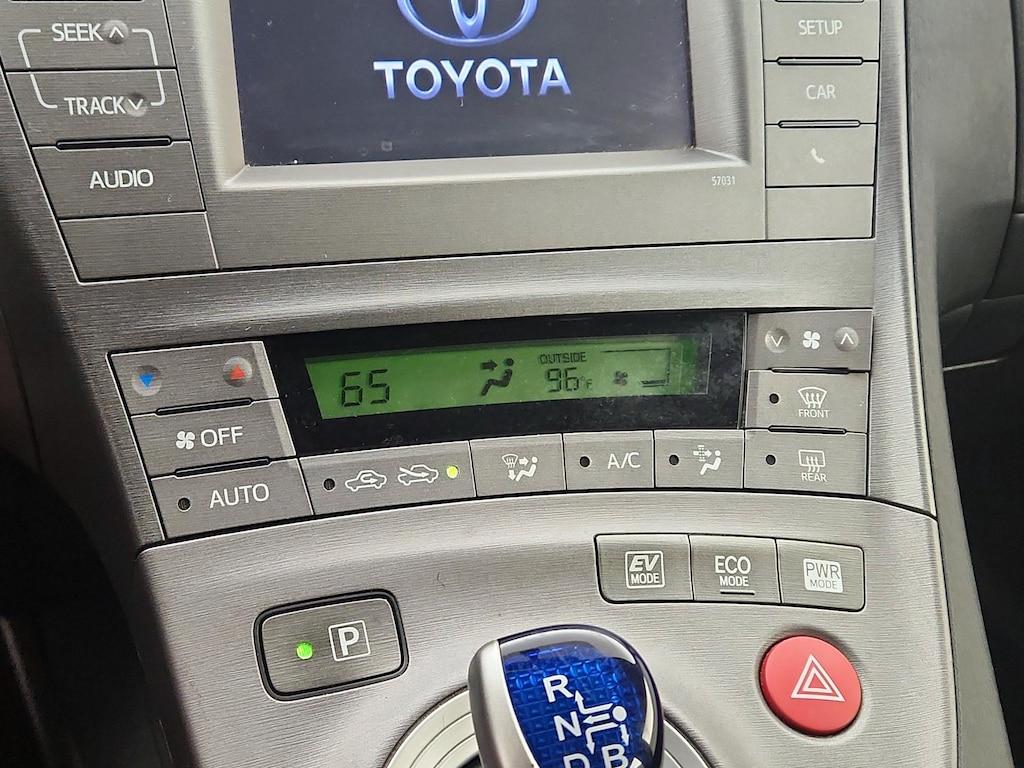 SEEK
TRACK
AUDIO
TOYOTA
SETUP
CAR
57031
65
OUTSIDE
96°F
OFF
AUTO
A/C
FRONT
REAR
EV
MODE
ECO
MODE
PWR
MODE
P
R
N
D B